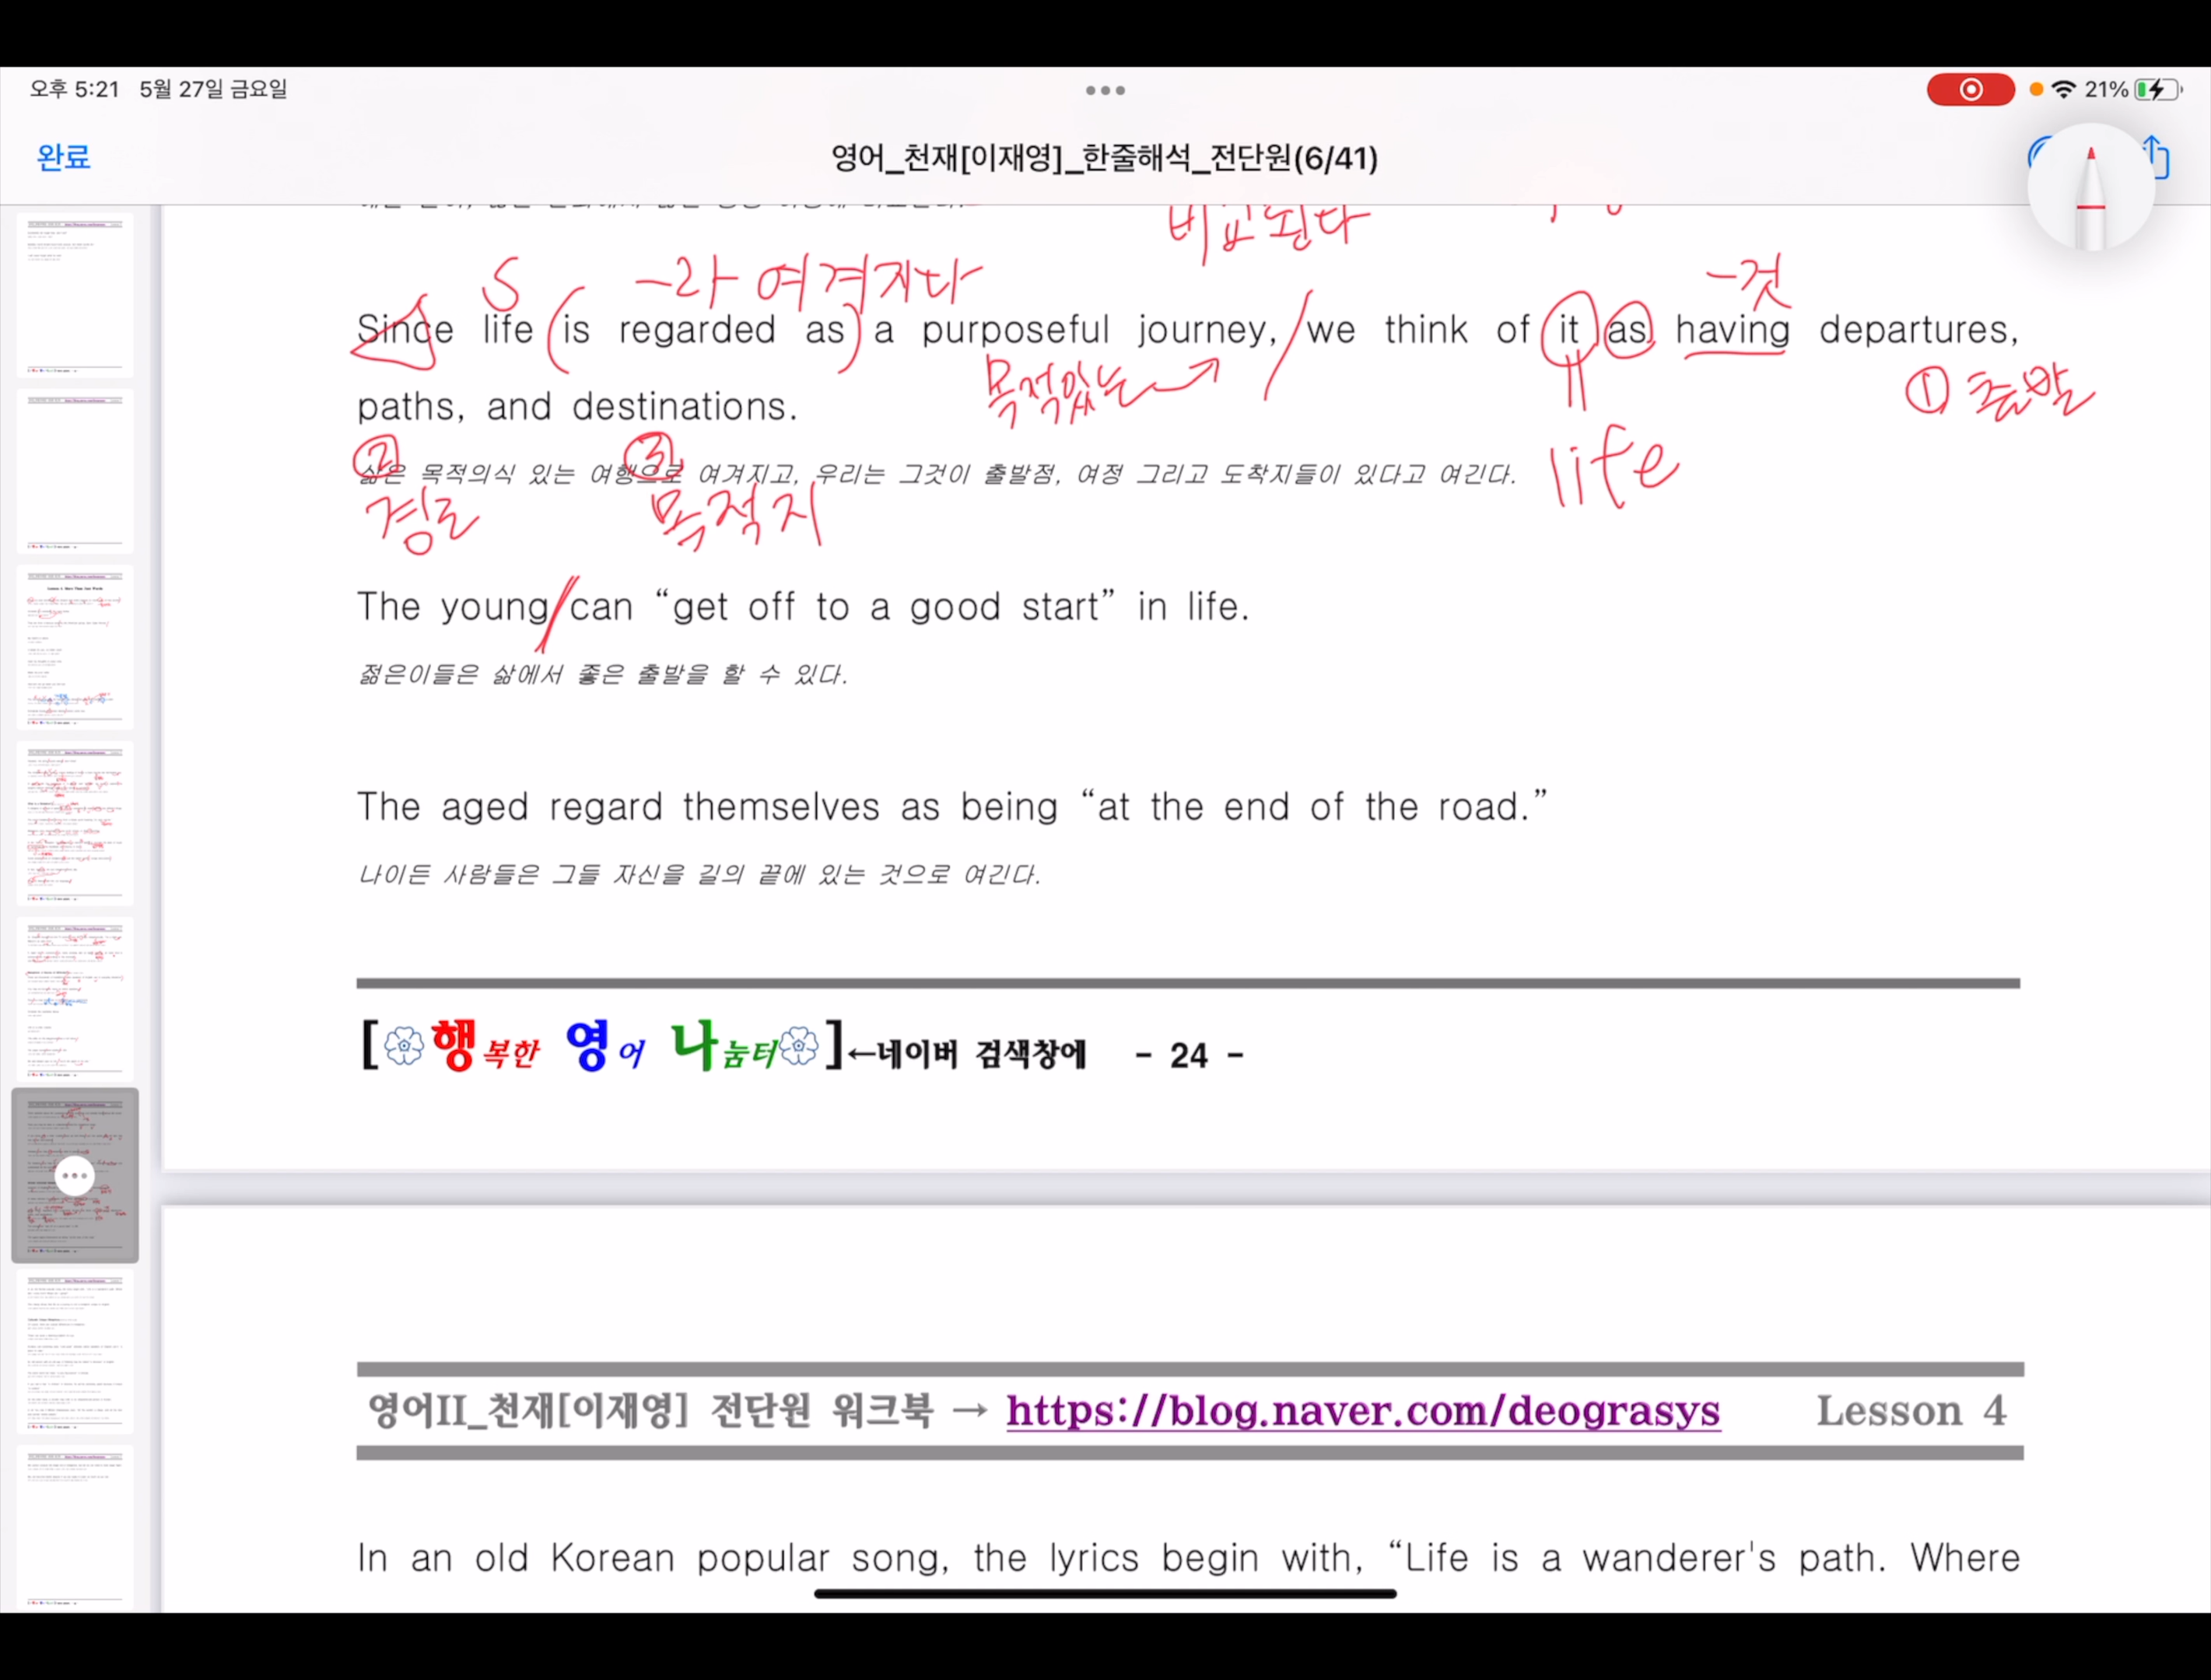 오후 5:21 5월 27일 금요일
21%
완료
영어_천재[이재영]_한줄해석_전단원(6/41)
비교된다
S -라 여겨지다 -것
Since life is regarded as a purposeful journey, we think of it as having departures,
목적있는 ① 출발
paths, and destinations.
② ③ life
삶은 목적의식 있는 여행으로 여겨지고, 우리는 그것이 출발점, 여정 그리고 도착지들이 있다고 여긴다.
경로 목적지
The young can “get off to a good start” in life.
젊은이들은 삶에서 좋은 출발을 할 수 있다.
The aged regard themselves as being “at the end of the road.”
나이든 사람들은 그들 자신을 길의 끝에 있는 것으로 여긴다.
[행복한 영어 나눔터]←네이버 검색창에 - 24 -
영어II_천재[이재영] 전단원 워크북 → https://blog.naver.com/deograsys Lesson 4
In an old Korean popular song, the lyrics begin with, “Life is a wanderer's path. Where